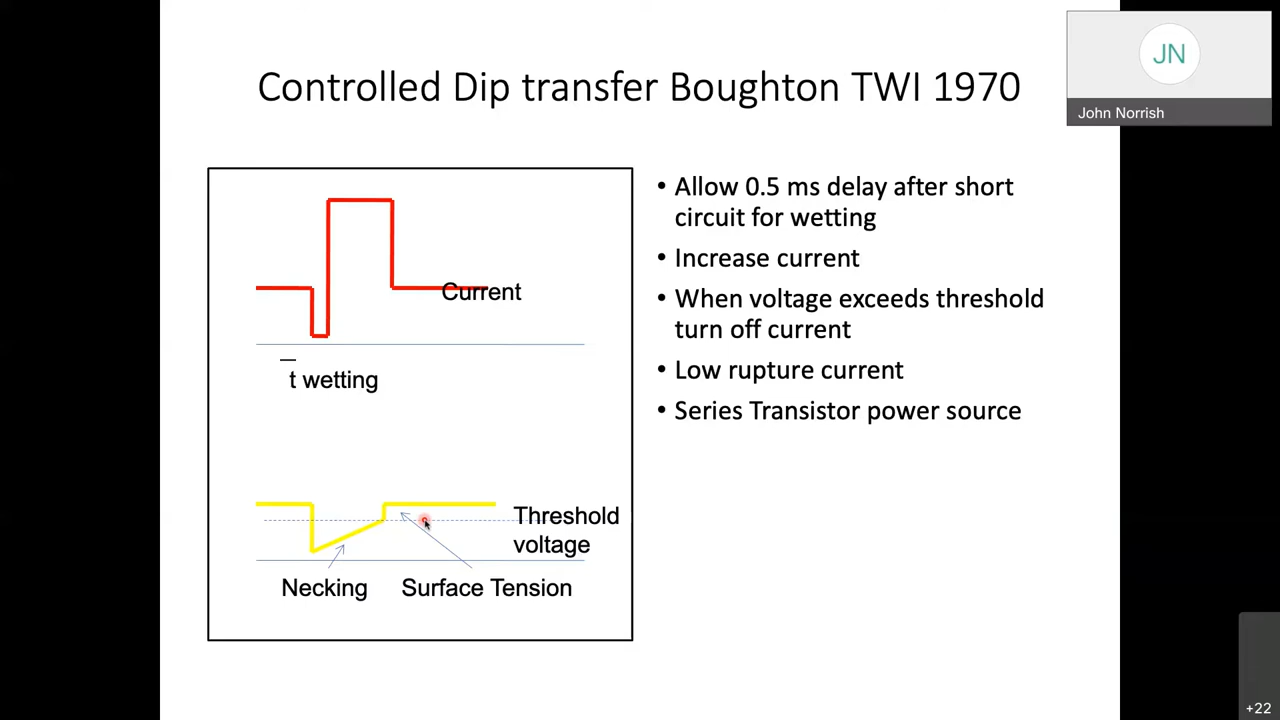 Controlled Dip transfer Boughton TWI 1970
JN
John Norrish
• Allow 0.5 ms delay after short
circuit for wetting
• Increase current
• When voltage exceeds threshold
turn off current
• Low rupture current
• Series Transistor power source
Current
t wetting
Threshold
voltage
Necking
Surface Tension
+22